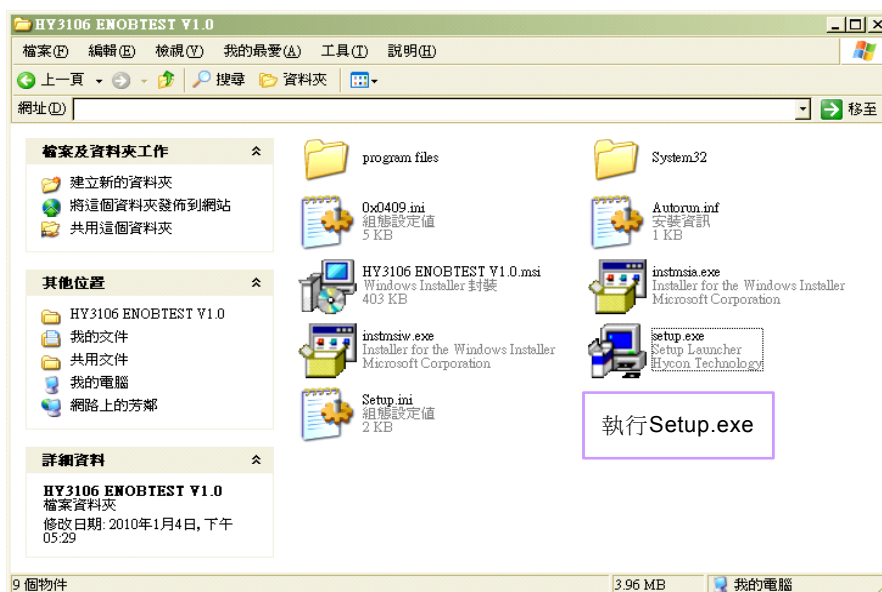 HY3106 ENOBTEST V1.0
檔案(F) 編輯(E) 檢視(V) 我的最愛(A) 工具(T) 說明(H)
上一頁 搜尋 資料夾
網址(D) 移至
檔案及資料夾工作
建立新的資料夾
將這個資料夾發佈到網站
共用這個資料夾
其他位置
HY3106 ENOBTEST V1.0
我的文件
共用文件
我的電腦
網路上的芳鄰
詳細資料
HY3106 ENOBTEST V1.0
檔案資料夾
修改日期: 2010年1月4日, 下午
05:29
program files
System32
0x0409.ini
組態設定值
5 KB
Autorun.inf
安裝資訊
1 KB
HY3106 ENOBTEST V1.0.msi
Windows Installer 封裝
403 KB
instmsia.exe
Installer for the Windows Installer
Microsoft Corporation
instmsiw.exe
Installer for the Windows Installer
Microsoft Corporation
setup.exe
Setup Launcher
Hycon Technology
Setup.ini
組態設定值
2 KB
執行Setup.exe
9 個物件 3.96 MB 我的電腦